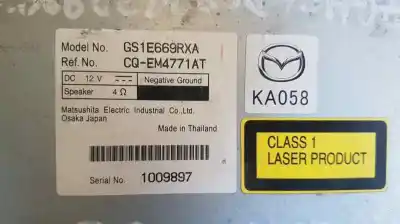 Model No. GS1E669RXA
Ref. No. CQ-EM4771AT
DC 12 V Negative Ground
Speaker 4 Ω
Matsushita Electric Industrial Co.,Ltd.
Osaka Japan
Made in Thailand
Serial No. 1009897
KA058
CLASS 1
LASER PRODUCT